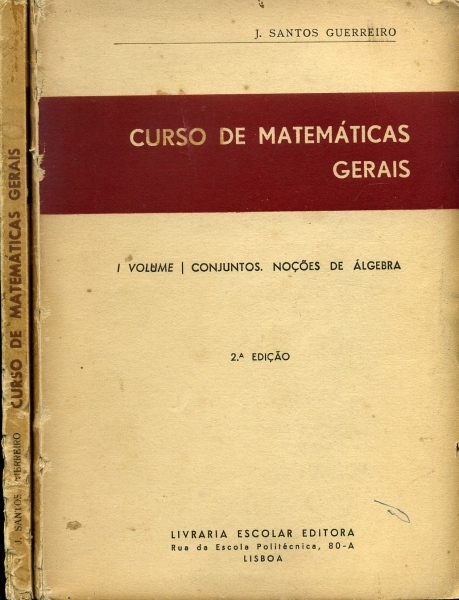 J. SANTOS GUERREIRO
CURSO DE MATEMÁTICAS
GERAIS
I VOLUME | CONJUNTOS. NOÇÕES DE ÁLGEBRA
2.ª EDIÇÃO
LIVRARIA ESCOLAR EDITORA
Rua da Escola Politécnica, 80-A
LISBOA
J. SANTOS GUERREIRO CURSO DE MATEMÁTICAS GERAIS